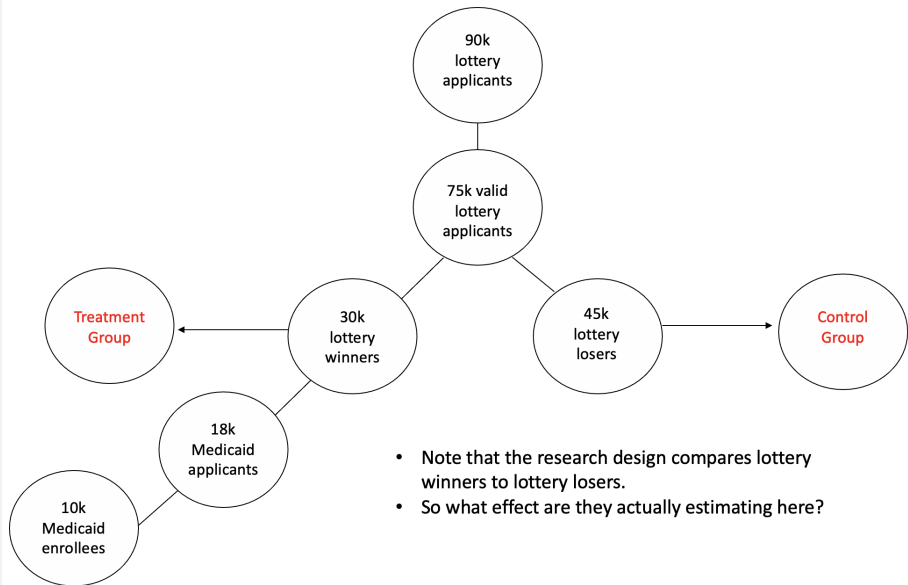 90k
lottery
applicants
75k valid
lottery
applicants
Treatment
Group
30k
lottery
winners
45k
lottery
losers
Control
Group
18k
Medicaid
applicants
10k
Medicaid
enrollees
• Note that the research design compares lottery
winners to lottery losers.
• So what effect are they actually estimating here?